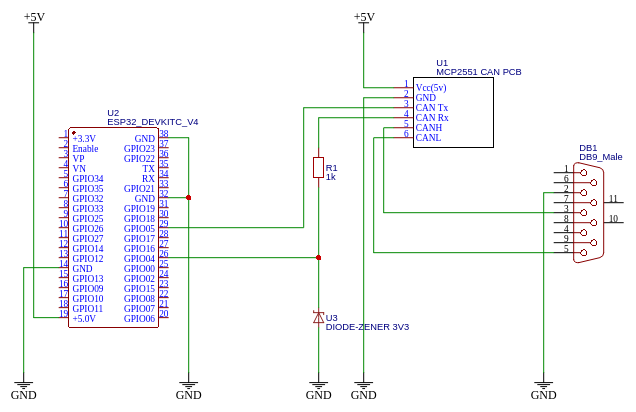 +5V
+5V
U1
MCP2551 CAN PCB
1 Vcc(5v)
2 GND
3 CAN Tx
4 CAN Rx
5 CANH
6 CANL
U2
ESP32_DEVKITC_V4
1 +3.3V GND 38
2 Enable GPIO23 37
3 VP GPIO22 36
4 VN TX 35
5 GPIO34 RX 34
6 GPIO35 GPIO21 33
7 GPIO32 GND 32
8 GPIO33 GPIO19 31
9 GPIO25 GPIO18 30
10 GPIO26 GPIO05 29
11 GPIO27 GPIO17 28
12 GPIO14 GPIO16 27
13 GPIO12 GPIO04 26
14 GND GPIO00 25
15 GPIO13 GPIO02 24
16 GPIO09 GPIO15 23
17 GPIO10 GPIO08 22
18 GPIO11 GPIO07 21
19 +5.0V GPIO06 20
R1
1k
DB1
DB9_Male
1
6
2
7
3
8
4
9
5
11
10
U3
DIODE-ZENER 3V3
GND
GND
GND
GND
GND